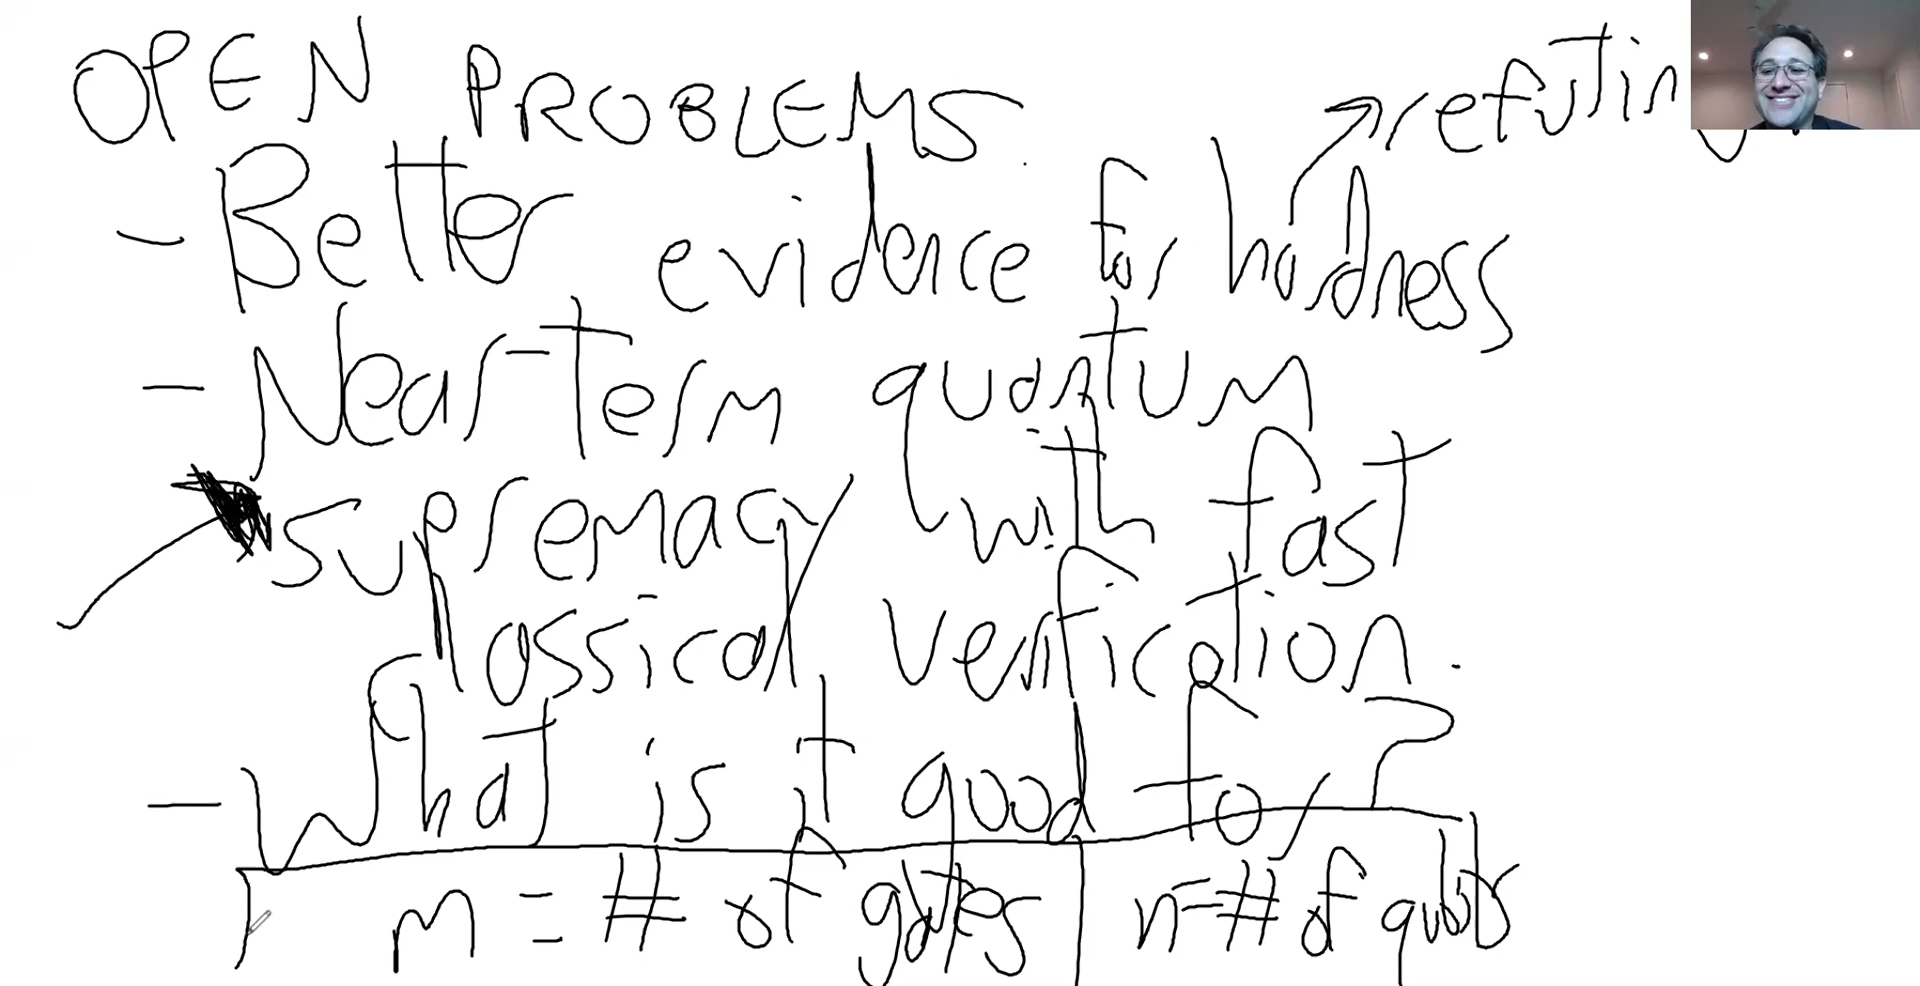 OPEN PROBLEMS.
refuting
- Better evidence for hardness
- Near-term quantum
supremacy with fast
classical verification.
- What is it good for?
m = # of gates n = # of qubits